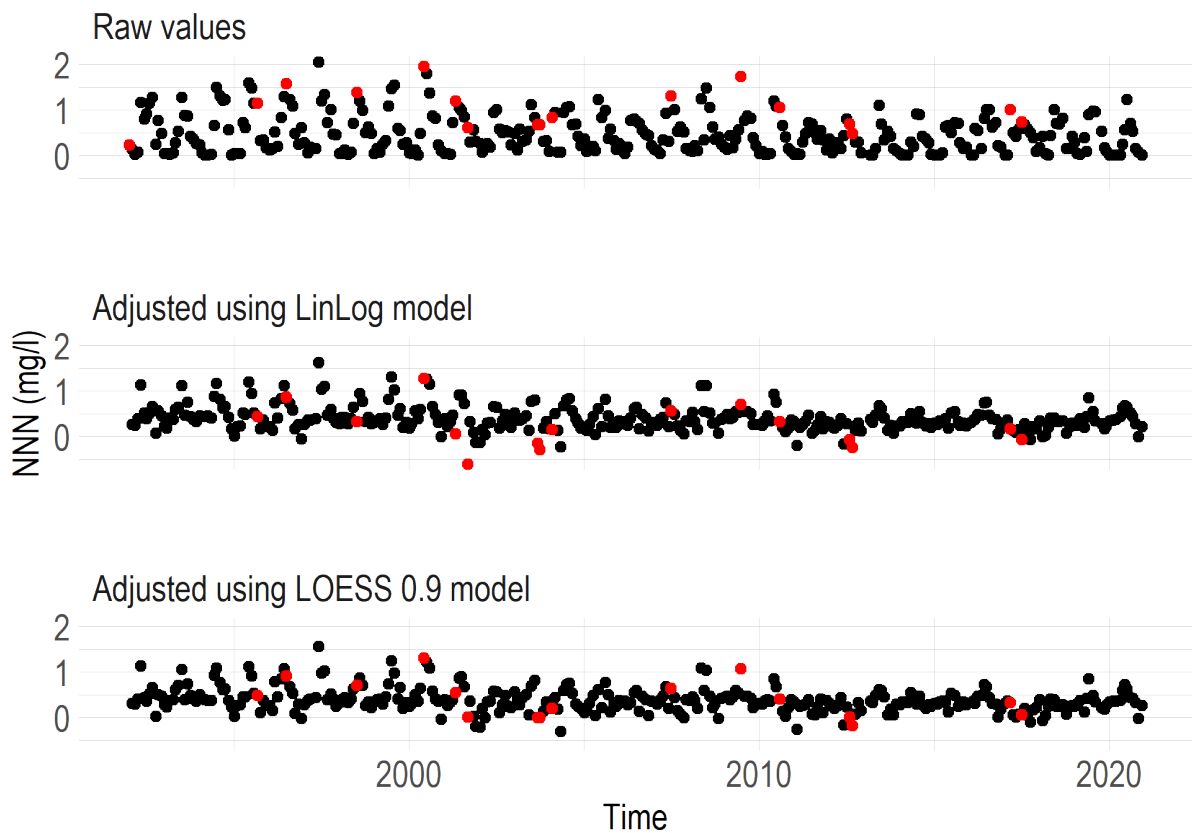 Raw values
2
1
0
Adjusted using LinLog model
NNN (mg/l)
2
1
0
Adjusted using LOESS 0.9 model
2
1
0
2000 2010 2020
Time